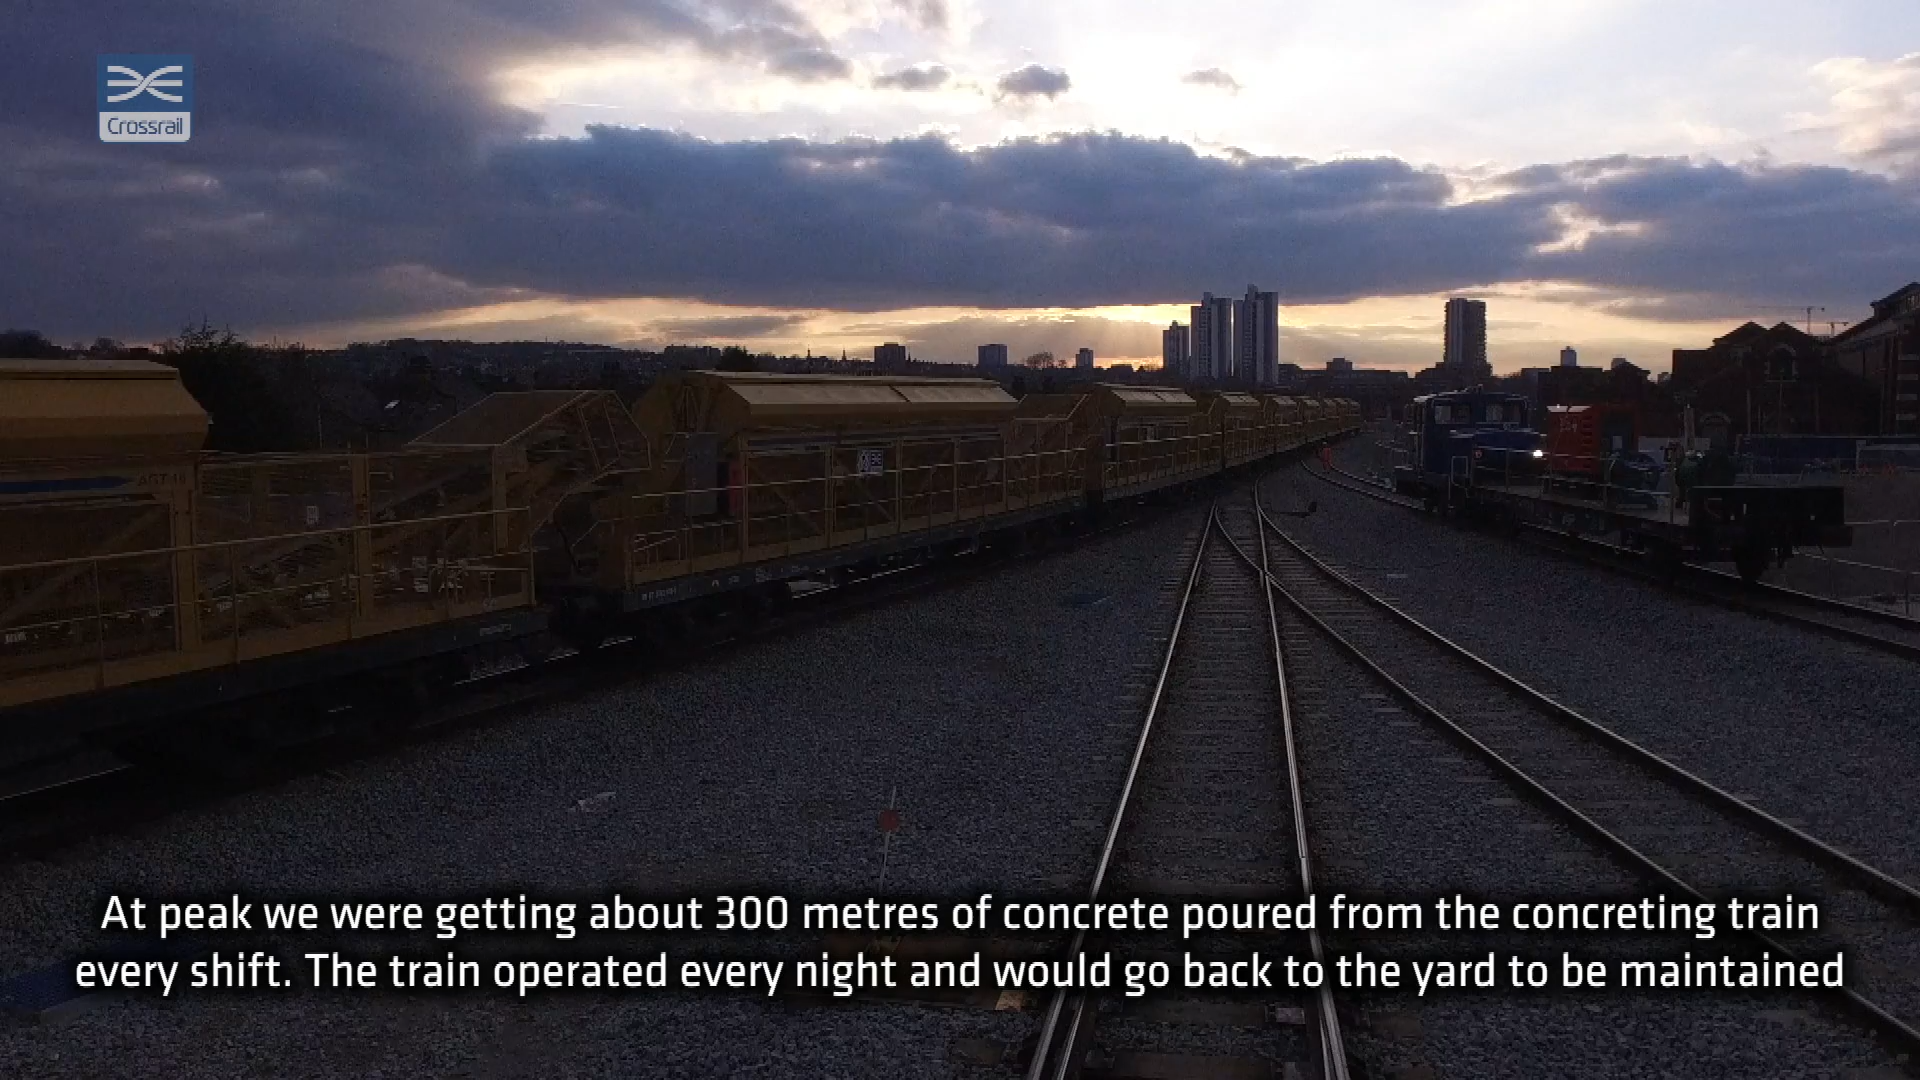 Crossrail
At peak we were getting about 300 metres of concrete poured from the concreting train
every shift. The train operated every night and would go back to the yard to be maintained